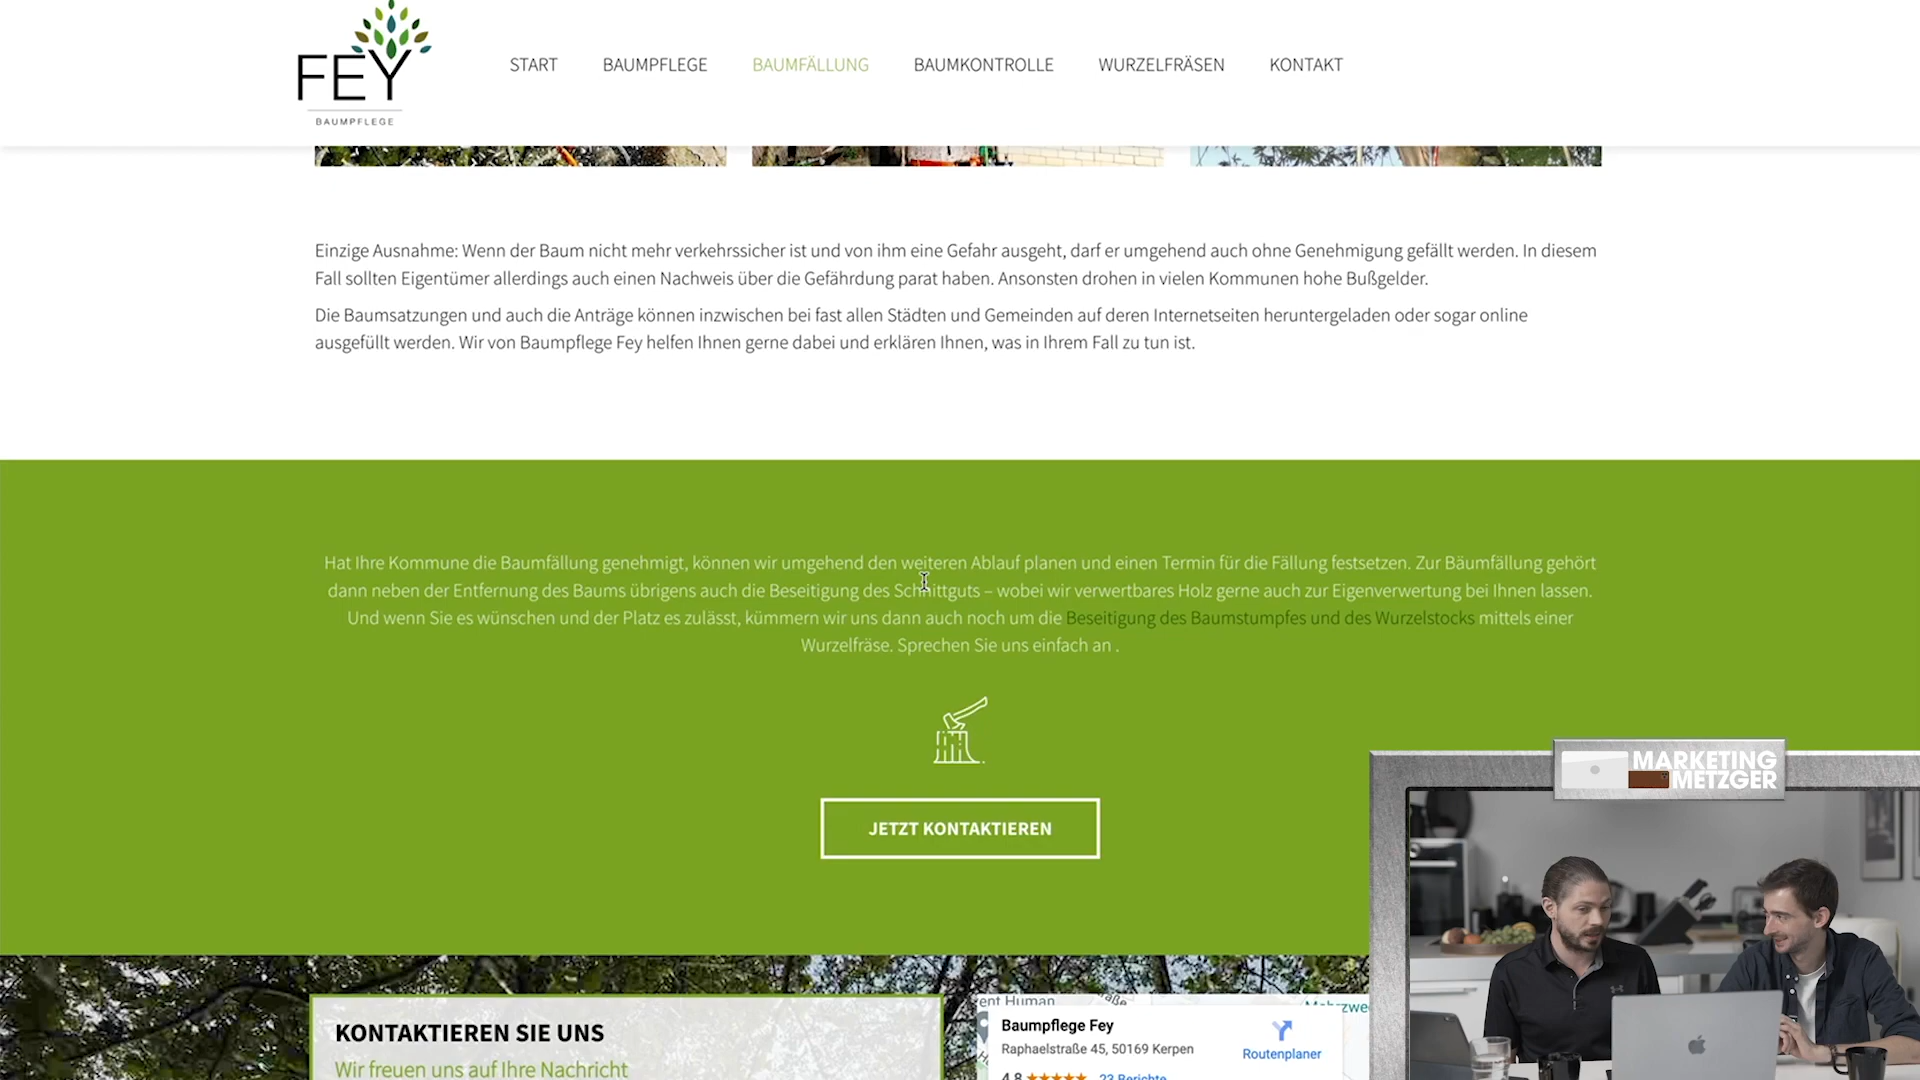 FEY
BAUMPFLEGE
START BAUMPFLEGE BAUMFÄLLUNG BAUMKONTROLLE WURZELFRÄSEN KONTAKT
Einzige Ausnahme: Wenn der Baum nicht mehr verkehrssicher ist und von ihm eine Gefahr ausgeht, darf er umgehend auch ohne Genehmigung gefällt werden. In diesem
Fall sollten Eigentümer allerdings auch einen Nachweis über die Gefährdung parat haben. Ansonsten drohen in vielen Kommunen hohe Bußgelder.
Die Baumsatzungen und auch die Anträge können inzwischen bei fast allen Städten und Gemeinden auf deren Internetseiten heruntergeladen oder sogar online
ausgefüllt werden. Wir von Baumpflege Fey helfen Ihnen gerne dabei und erklären Ihnen, was in Ihrem Fall zu tun ist.
Hat Ihre Kommune die Baumfällung genehmigt, können wir umgehend den weiteren Ablauf planen und einen Termin für die Fällung festsetzen. Zur Bäumfällung gehört
dann neben der Entfernung des Baums übrigens auch die Beseitigung des Schnittguts – wobei wir verwertbares Holz gerne auch zur Eigenverwertung bei Ihnen lassen.
Und wenn Sie es wünschen und der Platz es zulässt, kümmern wir uns dann auch noch um die Beseitigung des Baumstumpfes und des Wurzelstocks mittels einer
Wurzelfräse. Sprechen Sie uns einfach an .
JETZT KONTAKTIEREN
MARKETING
METZGER
KONTAKTIEREN SIE UNS
Wir freuen uns auf Ihre Nachricht
ent Human
Baumpflege Fey
Raphaelstraße 45, 50169 Kerpen
Routenplaner
4,8 23 Berichte